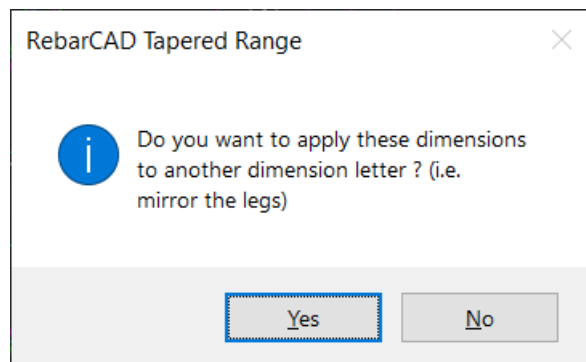 RebarCAD Tapered Range
Do you want to apply these dimensions
to another dimension letter ? (i.e.
mirror the legs)
Yes
No